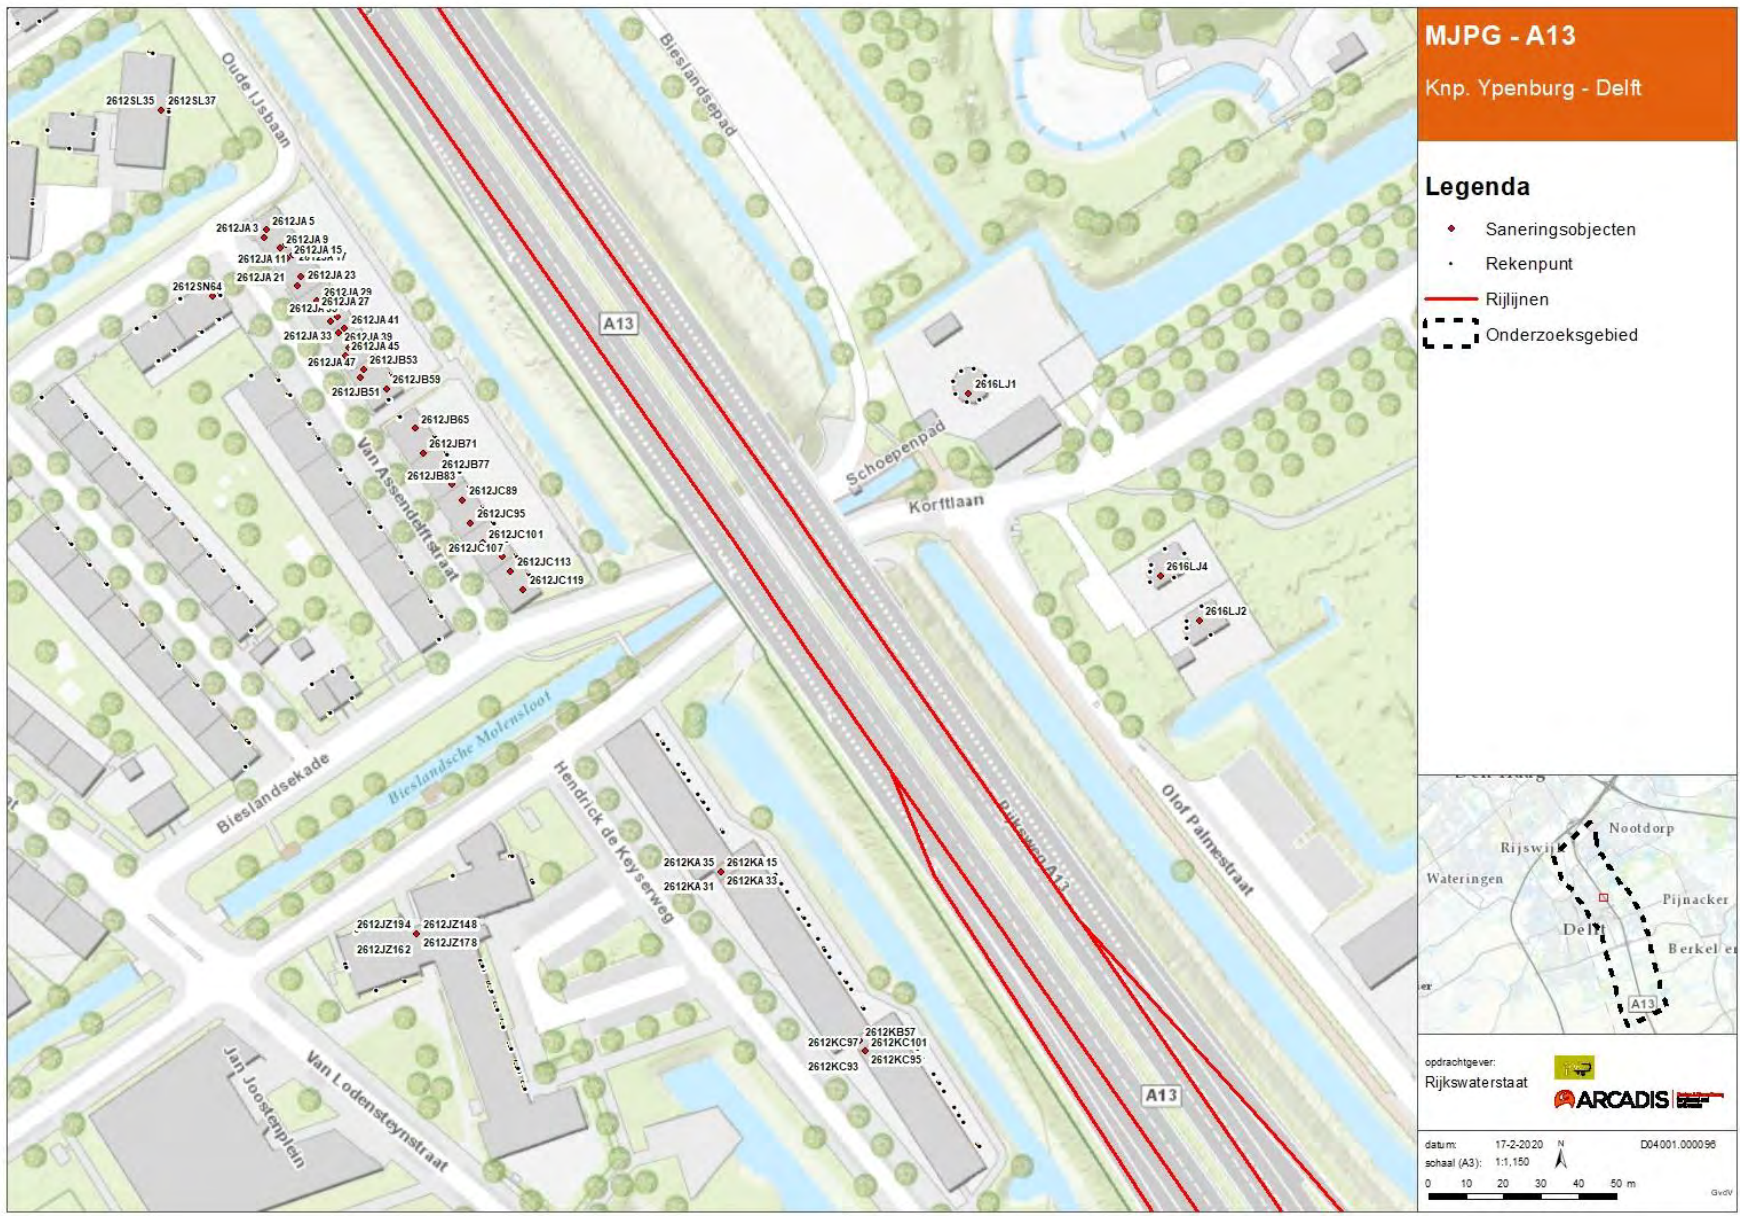 MJPG - A13
Knp. Ypenburg - Delft
Legenda
Saneringsobjecten
Rekenpunt
Rijlijnen
Onderzoeksgebied
Nootdorp
Rijswijk
Wateringen
Pijnacker
Delft
A13
opdrachtgever:
Rijkswaterstaat
ARCADIS
datum: 17-2-2020 N D04001.000096
schaal (A3): 1:1,150
0 10 20 30 40 50 m
GvdV
Oude IJsbaan
Bieslandsepad
2612SL35 2612SL37
2612JA 5
2612JA 3
2612JA 9
2612JA 15
2612JA 11
2612JA 21
2612JA 23
2612SN64
2612JA 29
2612JA 27
2612JA 41
2612JA 33
2612JA 39
2612JA 45
2612JA 47
2612JB53
2612JB51
2612JB59
2612JB65
2612JB71
2612JB77
2612JB83
2612JC89
2612JC95
2612JC101
2612JC107
2612JC113
2612JC119
Van Assendelftstraat
A13
2616LJ1
Schoepenpad
Korftlaan
2616LJ4
2616LJ2
Bieslandsekade
Bieslandsche Molensloot
Hendrick de Keyserweg
Rijksweg A13
Olof Palmestraat
2612KA 35 2612KA 15
2612KA 31 2612KA 33
2612JZ194 2612JZ148
2612JZ162 2612JZ178
2612KB57
2612KC97 2612KC101
2612KC93 2612KC95
A13
Jan Joostenplein
Van Lodensteynstraat